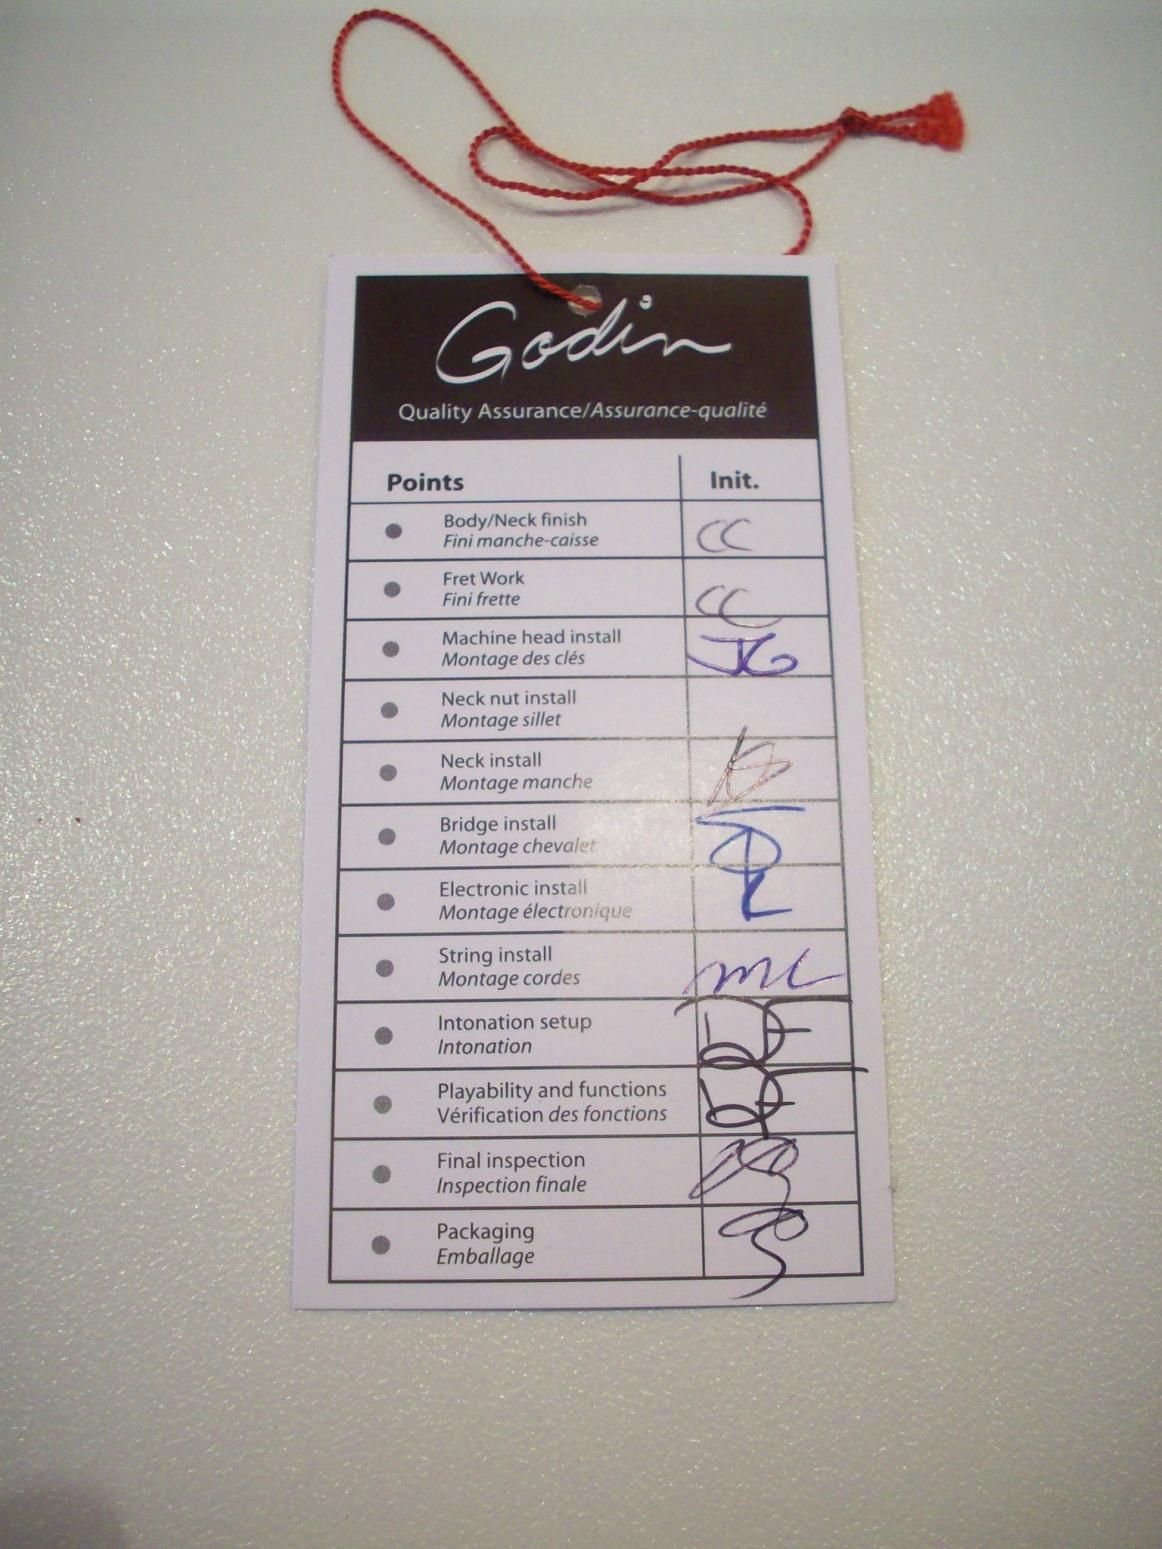 Godin
Quality Assurance/Assurance-qualité
Points Init.
Body/Neck finish
Fini manche-caisse
CC
Fret Work
Fini frette
CC
Machine head install
Montage des clés
JG
Neck nut install
Montage sillet
Neck install
Montage manche
Bridge install
Montage chevalet
Electronic install
Montage électronique
String install
Montage cordes
mc
Intonation setup
Intonation
Playability and functions
Vérification des fonctions
Final inspection
Inspection finale
Packaging
Emballage